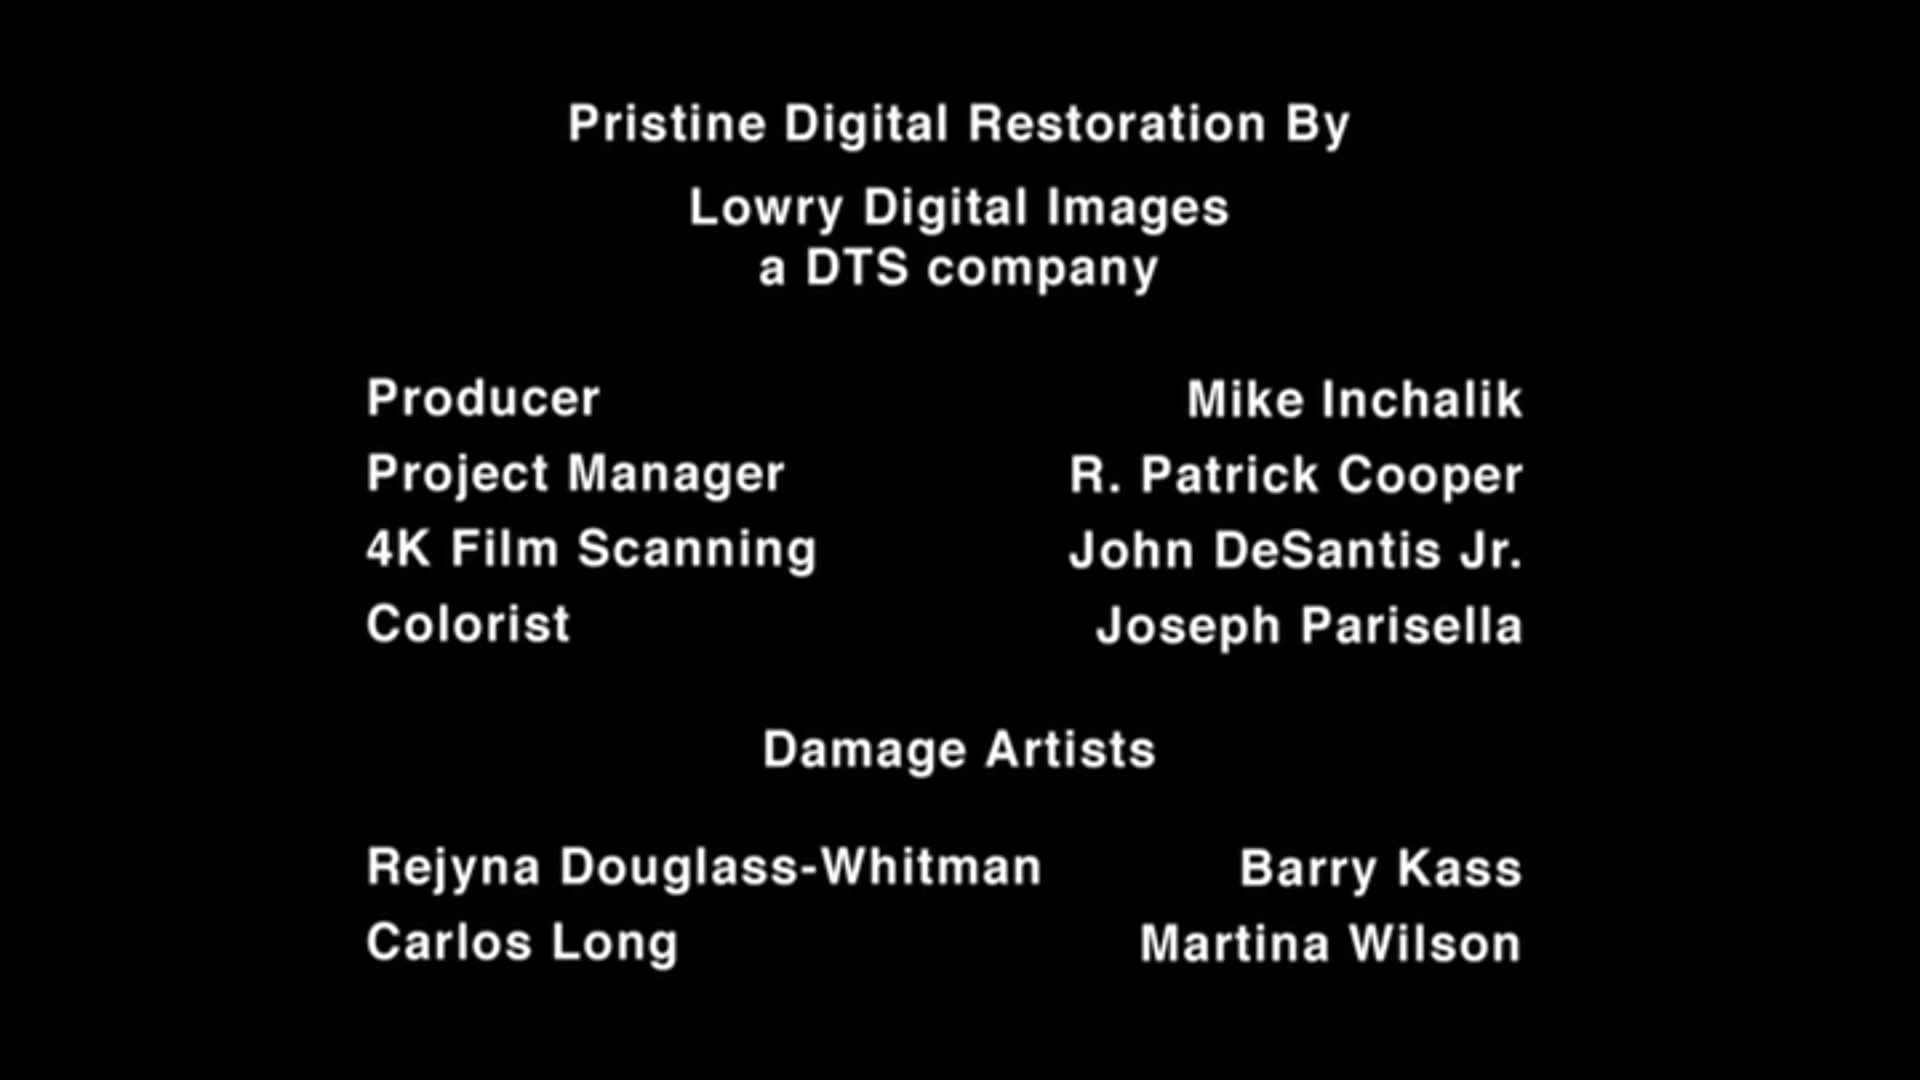 Pristine Digital Restoration By
Lowry Digital Images
a DTS company
Producer Mike Inchalik
Project Manager R. Patrick Cooper
4K Film Scanning John DeSantis Jr.
Colorist Joseph Parisella
Damage Artists
Rejyna Douglass-Whitman Barry Kass
Carlos Long Martina Wilson